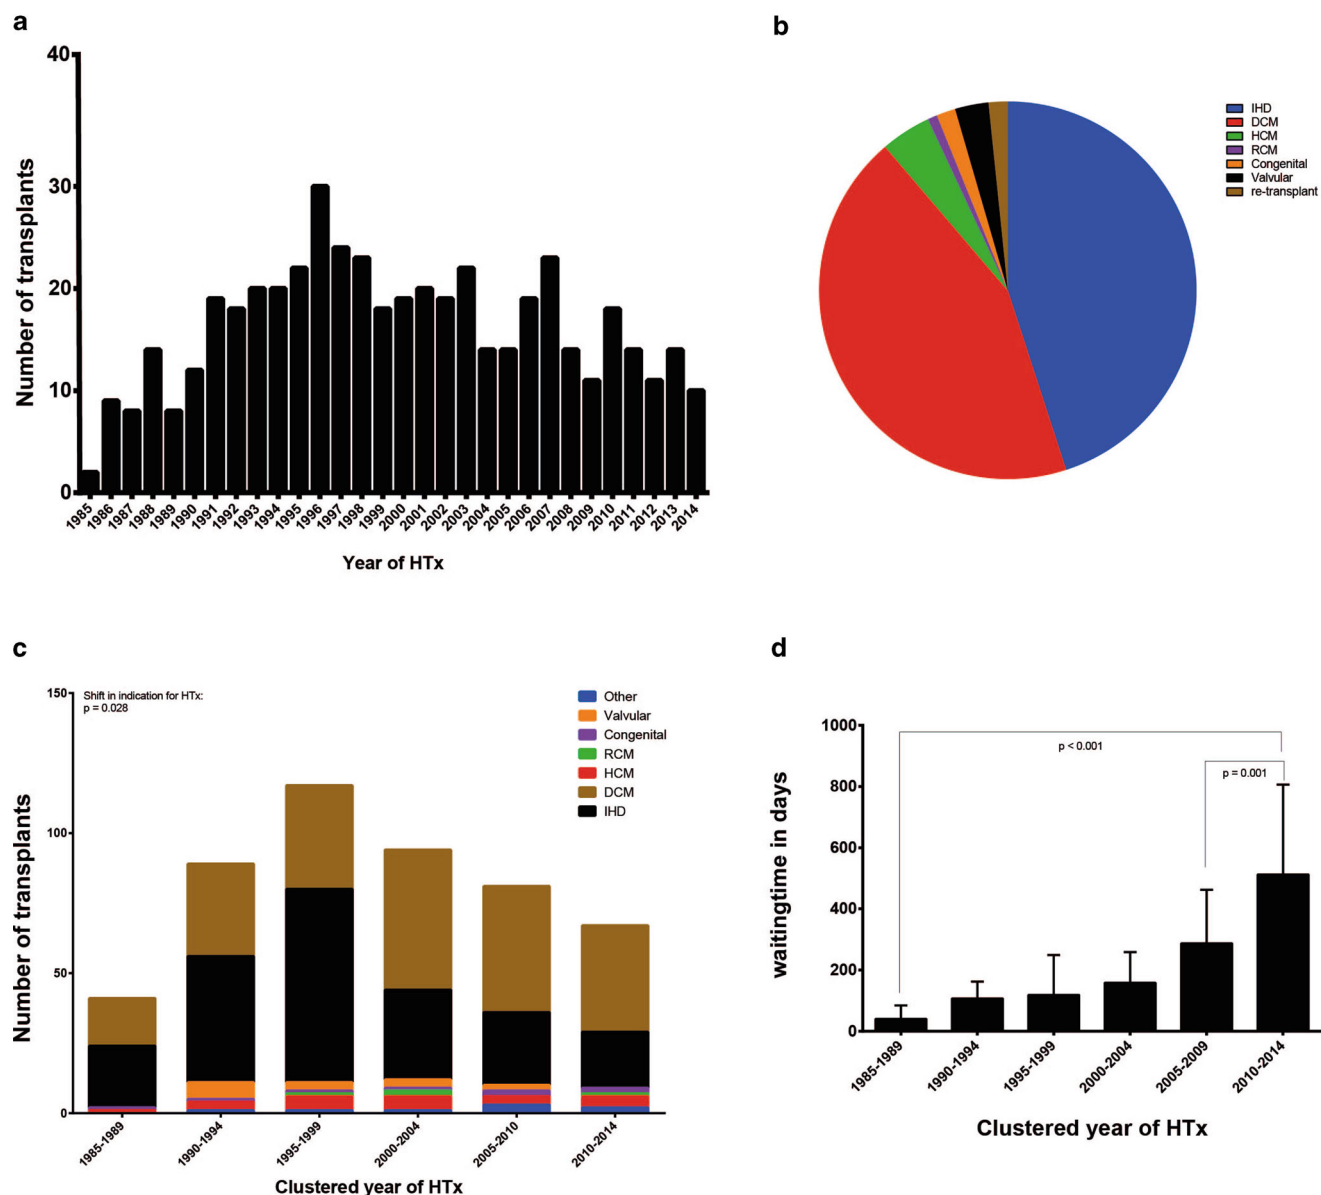 a
Number of transplants
40
30
20
10
0
1985
1986
1987
1988
1989
1990
1991
1992
1993
1994
1995
1996
1997
1998
1999
2000
2001
2002
2003
2004
2005
2006
2007
2008
2009
2010
2011
2012
2013
2014
Year of HTx
b
IHD
DCM
HCM
RCM
Congenital
Valvular
re-transplant
c
Number of transplants
150
100
50
0
Shift in indication for HTx:
p = 0.028
Other
Valvular
Congenital
RCM
HCM
DCM
IHD
1985-1989
1990-1994
1995-1999
2000-2004
2005-2010
2010-2014
Clustered year of HTx
d
waitingtime in days
1000
800
600
400
200
0
p < 0.001
p = 0.001
1985-1989
1990-1994
1995-1999
2000-2004
2005-2009
2010-2014
Clustered year of HTx